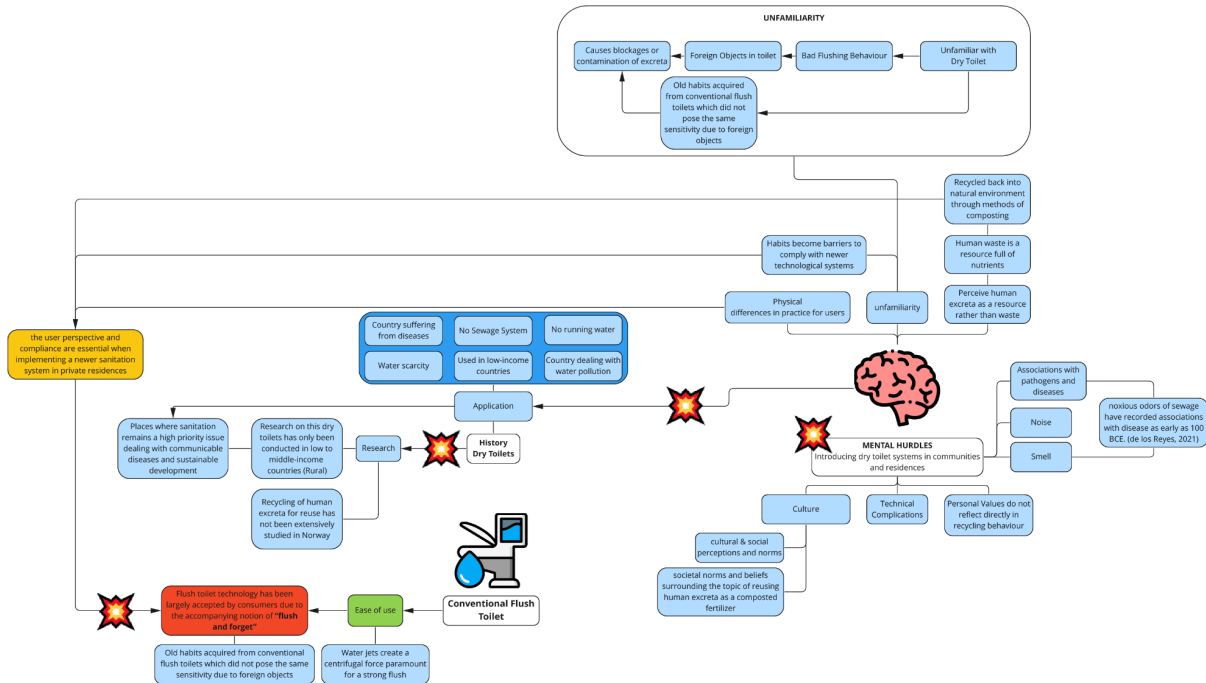 UNFAMILIARITY
Causes blockages or
contamination of excreta
Foreign Objects in toilet
Bad Flushing Behaviour
Unfamiliar with
Dry Toilet
Old habits acquired
from conventional flush
toilets which did not
pose the same
sensitivity due to foreign
objects
Recycled back into
natural environment
through methods of
composting
Habits become barriers to
comply with newer
technological systems
Human waste is a
resource full of
nutrients
Physical
differences in practice for users
unfamiliarity
Perceive human
excreta as a resource
rather than waste
the user perspective and
compliance are essential when
implementing a newer sanitation
system in private residences
Country suffering
from diseases
No Sewage System
No running water
Water scarcity
Used in low-income
countries
Country dealing with
water pollution
Application
History
Dry Toilets
Places where sanitation
remains a high priority issue
dealing with communicable
diseases and sustainable
development
Research on this dry
toilets has only been
conducted in low to
middle-income
countries (Rural)
Research
Recycling of human
excreta for reuse has
not been extensively
studied in Norway
Associations with
pathogens and
diseases
Noise
Smell
noxious odors of sewage
have recorded associations
with disease as early as 100
BCE. (de los Reyes, 2021)
MENTAL HURDLES
Introducing dry toilet systems in communities
and residences
Culture
Technical
Complications
Personal Values do not
reflect directly in
recycling behaviour
cultural & social
perceptions and norms
societal norms and beliefs
surrounding the topic of reusing
human excreta as a composted
fertilizer
Flush toilet technology has been
largely accepted by consumers due to
the accompanying notion of "flush
and forget"
Ease of use
Conventional Flush
Toilet
Old habits acquired from conventional
flush toilets which did not pose the same
sensitivity due to foreign objects
Water jets create a
centrifugal force paramount
for a strong flush